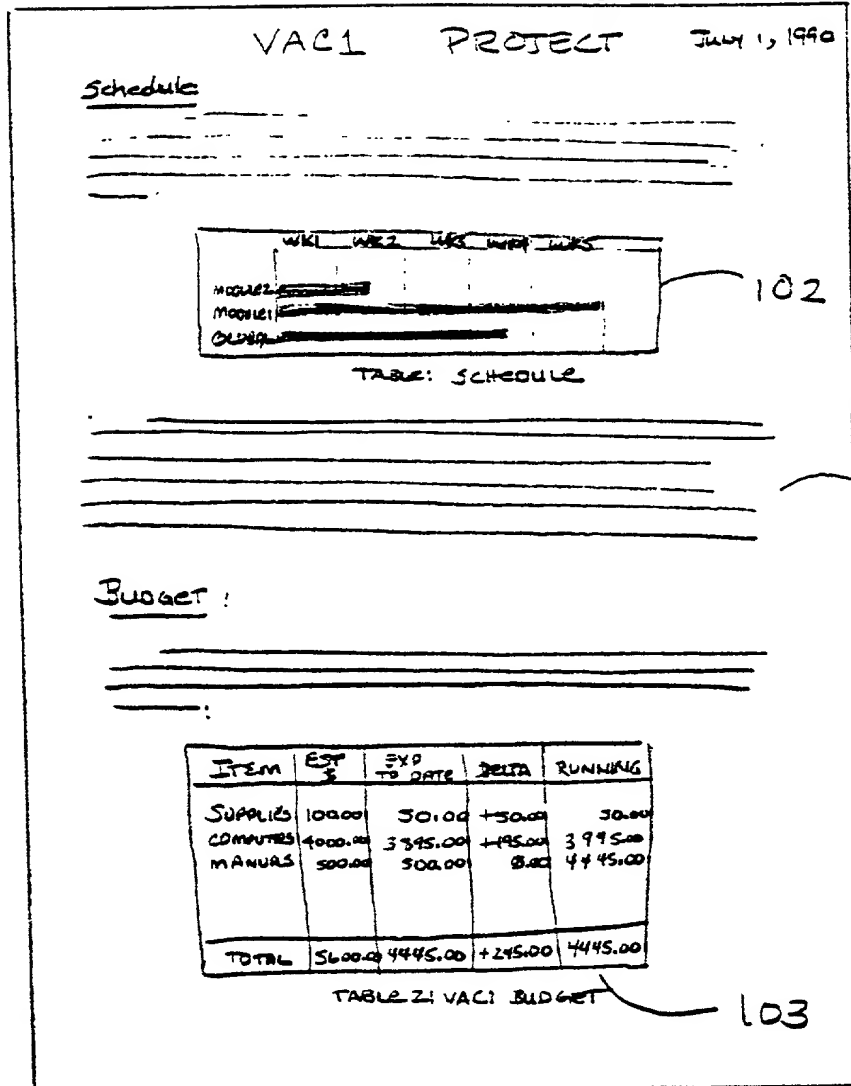 VAC1 PROJECT July 1, 1990
Schedule
WK1 WK2 WK3 WK4 WK5
MODULE2
MODULE1
GLOBAL
102
TABLE: SCHEDULE
BUDGET:
ITEM EST $ EXP TO DATE DELTA RUNNING
SUPPLIES 100.00 50.00 +50.00 50.00
COMPUTRS 4000.00 3895.00 +195.00 3995.00
MANUAS 500.00 500.00 0.00 4445.00
TOTAL 5600.00 4445.00 +245.00 4445.00
TABLE 2: VAC1 BUDGET
103